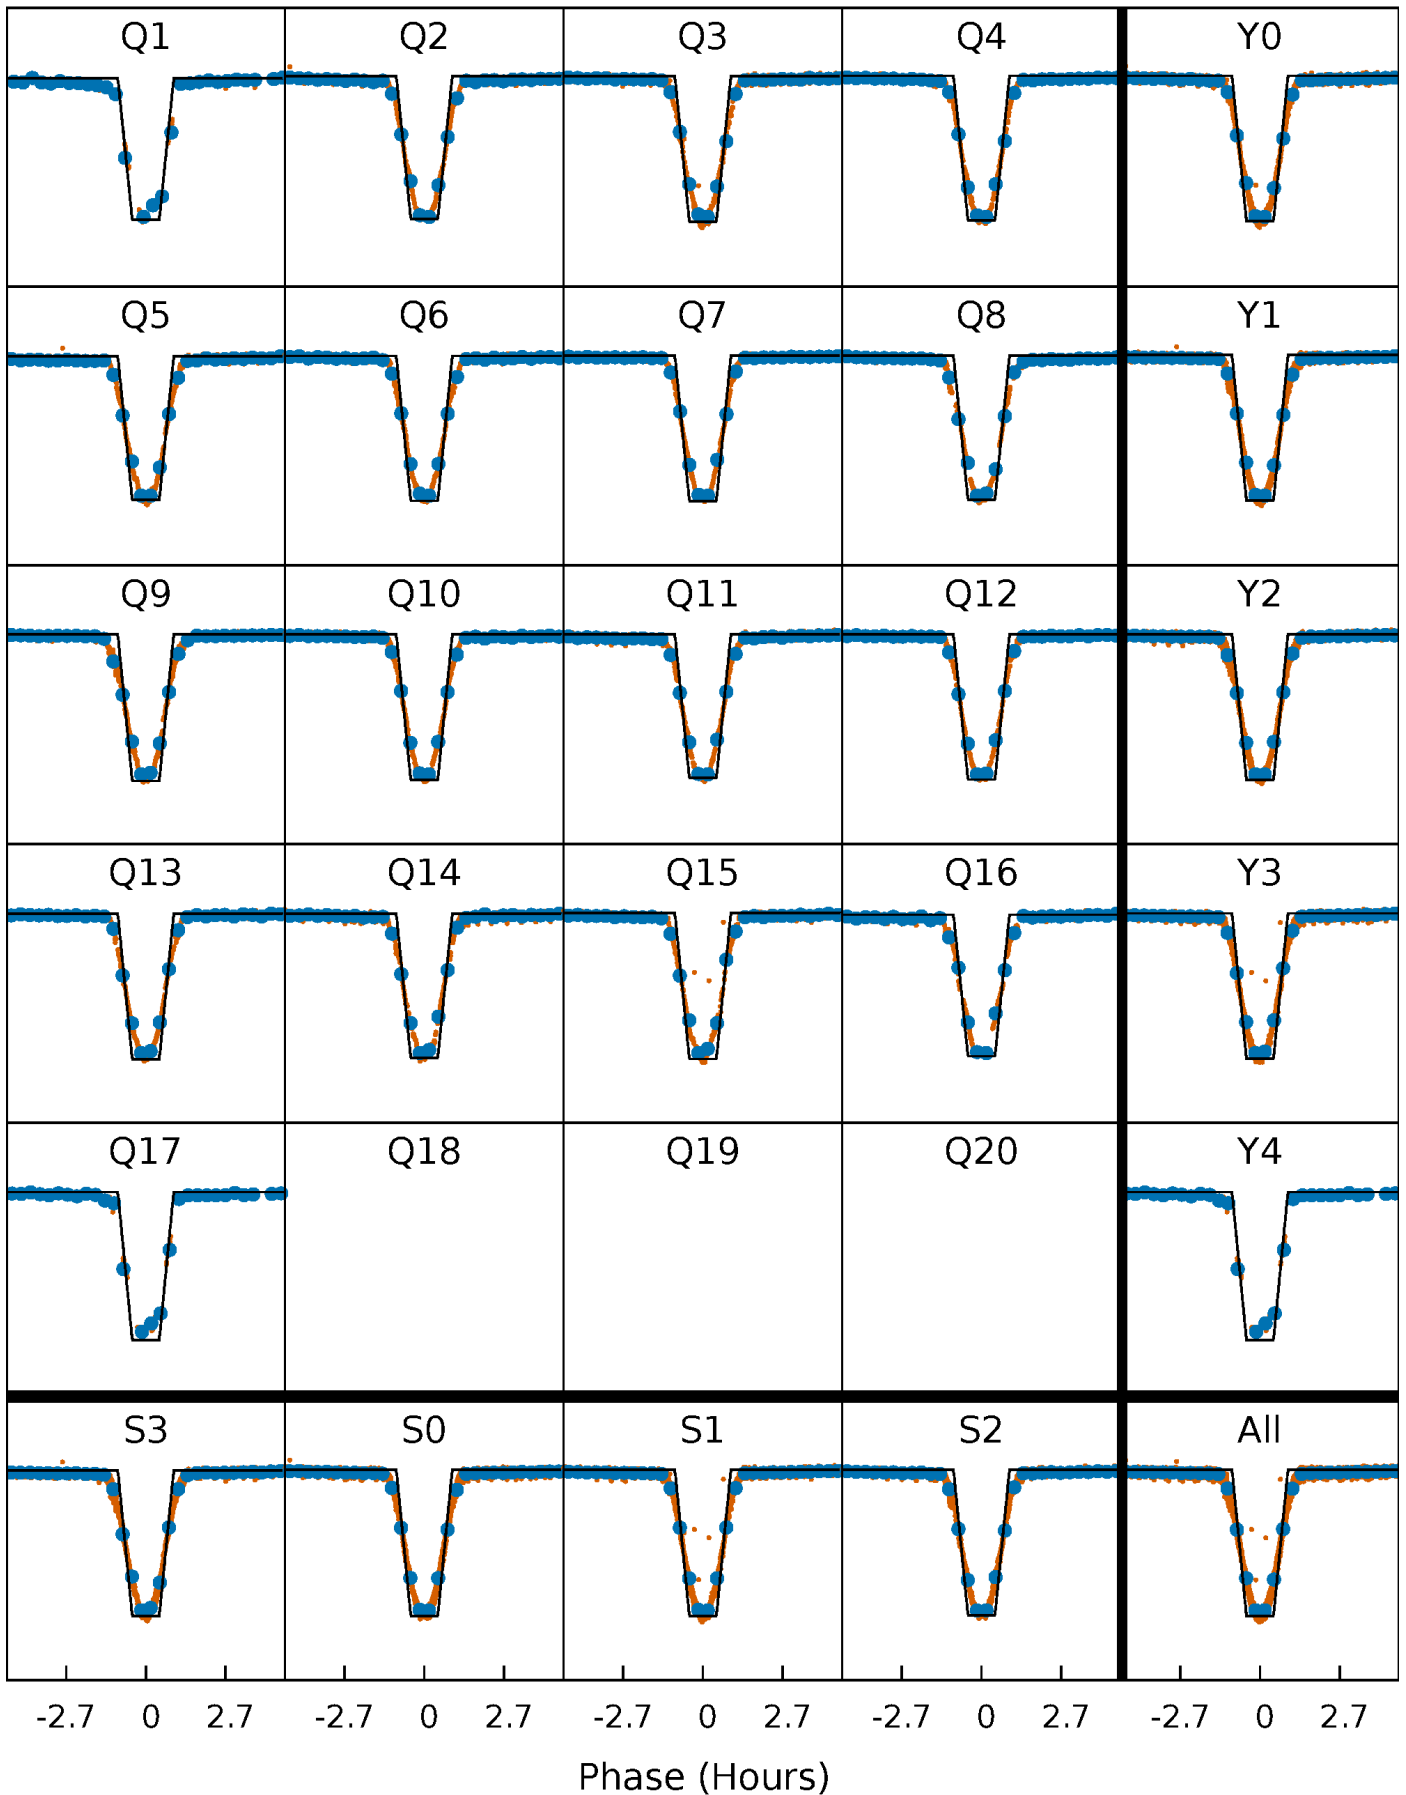 Q1 Q2 Q3 Q4 Y0
Q5 Q6 Q7 Q8 Y1
Q9 Q10 Q11 Q12 Y2
Q13 Q14 Q15 Q16 Y3
Q17 Q18 Q19 Q20 Y4
S3 S0 S1 S2 All
-2.7 0 2.7 -2.7 0 2.7 -2.7 0 2.7 -2.7 0 2.7 -2.7 0 2.7
Phase (Hours)